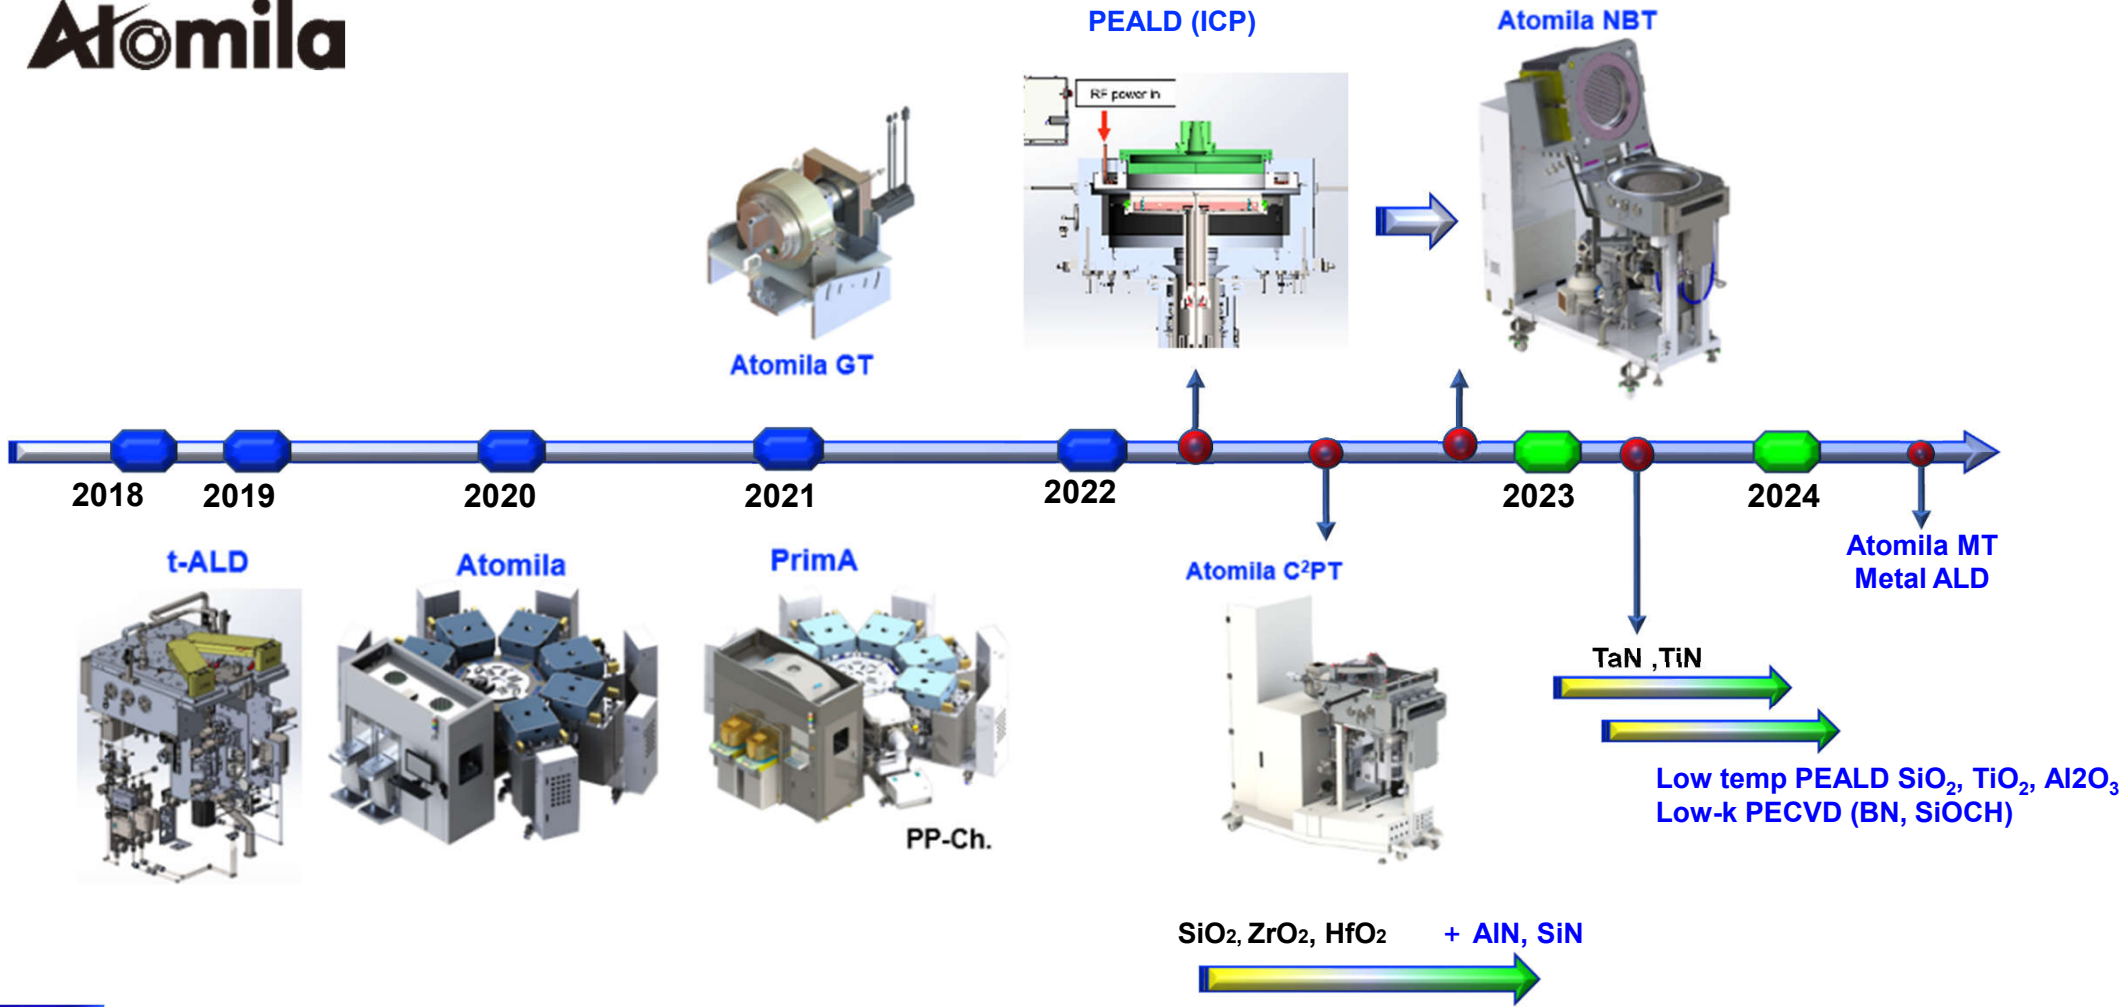 Atomila
PEALD (ICP)
Atomila NBT
RF power in
Atomila GT
2018
2019
2020
2021
2022
2023
2024
t-ALD
Atomila
PrimA
PP-Ch.
Atomila C²PT
Atomila MT
Metal ALD
TaN ,TiN
Low temp PEALD SiO₂, TiO₂, Al2O₃
Low-k PECVD (BN, SiOCH)
SiO2, ZrO2, HfO2 + AlN, SiN